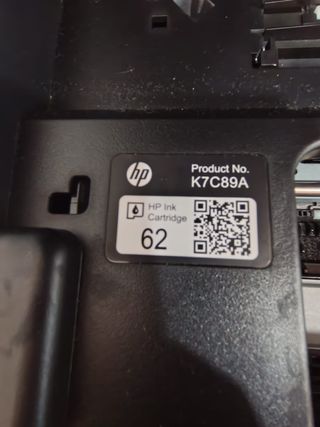 hp
Product No.
K7C89A
HP Ink
Cartridge
62